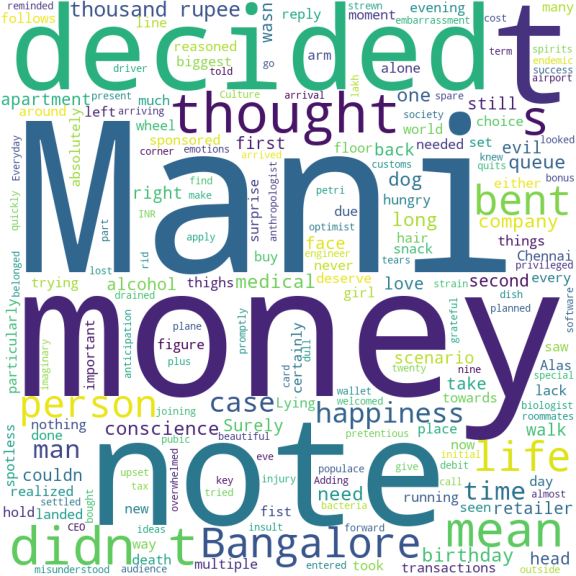 decided t
thousand rupee wasn reply evening many
reminded follows line moment strewn embarrassment cost
reasoned biggest arm alone term go spirits endemic success airport
driver told Culture arrival lakh
apartment present much thought one still s
around left wheel sponsored first world spare society looked choice
absolutely corner emotions arrived floor back needed set evil queue
Everyday arriving
Mani
quickly INR right find make surprise anthropologist petri dog customs knew quits bonus
belonged part lost apply rid optimist hungry due long either company bent
trying face engineer hair never things Chennai
particularly drained alcohol medical thighs buy tears snack girl deserve love second strain every privileged
money
imaginary important anticipation plane figure plus promptly card dull certainly nine twenty scenario take saw towards dish planned grateful software
Alas special lack biologist
person case happiness life
joining Lying Surely wallet welcomed place now roommates
nothing done conscience pubic beautiful pretentious walk
spotless man
note
couldn realized upset eve key overwhelmed Adding debit populace give time running day almost
hold landed settled new tax tried initial call seen retailer
CEO bought injury fist need
didn t Bangalore mean
misunderstood way ideas death audience insult multiple bacteria entered forward took birthday transactions head outside